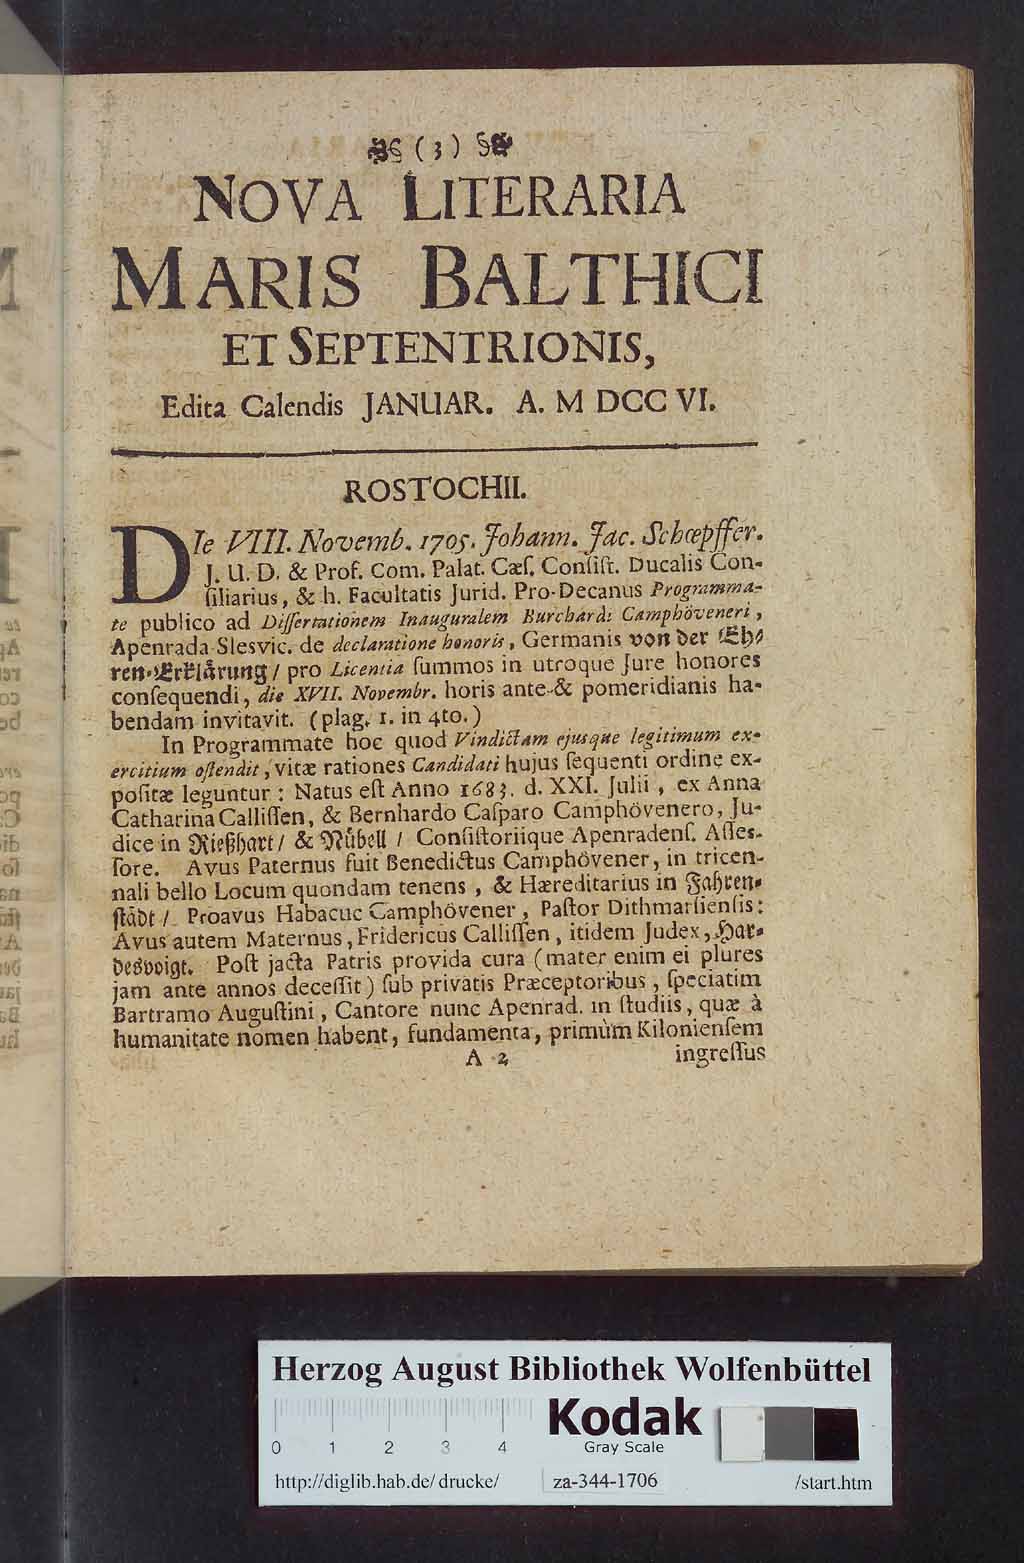 ( 3 )
NOVA LITERARIA
MARIS BALTHICI
ET SEPTENTRIONIS,
Edita Calendis JANUAR. A. M DCC VI.
ROSTOCHII.
DIe VIII. Novemb. 1705. Johann. Jac. Schœpffer.
J. U. D. & Prof. Com. Palat. Cæſ. Conſiſt. Ducalis Con-
ſiliarius, & h. Facultatis Jurid. Pro-Decanus Programma-
te publico ad Diſſertationem Inauguralem Burchardi Camphöveneri,
Apenrada-Slesvic. de declaratione honoris, Germanis von der Eh-
ren-Erklärung / pro Licentia ſummos in utroque Jure honores
conſequendi, die XVII. Novembr. horis ante-& pomeridianis ha-
bendam invitavit. (plag. 1. in 4to.)
In Programmate hoc quod Vindictam ejusque legitimum ex-
ercitium oſtendit, vitæ rationes Candidati hujus ſequenti ordine ex-
poſitæ leguntur: Natus eſt Anno 1683. d. XXI. Julii, ex Anna
Catharina Calliſſen, & Bernhardo Caſparo Camphövenero, Ju-
dice in Rießhart / & Nübell / Conſiſtoriique Apenradenſ. Aſſeſ-
ſore. Avus Paternus fuit Benedictus Camphövener, in tricen-
nali bello Locum quondam tenens, & Hæreditarius in Fahren-
ſtädt / Proavus Habacuc Camphövener, Paſtor Dithmarſienſis:
Avus autem Maternus, Fridericus Calliſſen, itidem Judex, Har-
desvoigt. Poſt jacta Patris provida cura (mater enim ei plures
jam ante annos deceſſit) ſub privatis Præceptoribus, ſpeciatim
Bartramo Auguſtini, Cantore nunc Apenrad. in ſtudiis, quæ à
humanitate nomen habent, fundamenta, primùm Kilonienſem
A 2 ingreſſus
Herzog August Bibliothek Wolfenbüttel
Kodak
0 1 2 3 4 Gray Scale
http://diglib.hab.de/drucke/ za-344-1706 /start.htm